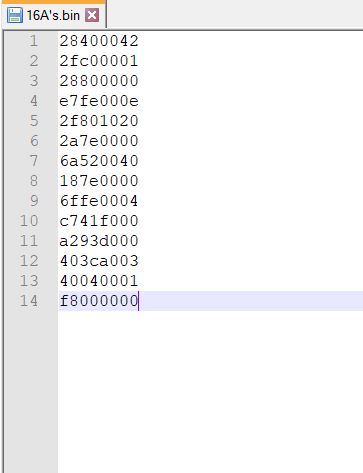 16A's.bin
1 28400042
2 2fc00001
3 28800000
4 e7fe000e
5 2f801020
6 2a7e0000
7 6a520040
8 187e0000
9 6ffe0004
10 c741f000
11 a293d000
12 403ca003
13 40040001
14 f8000000